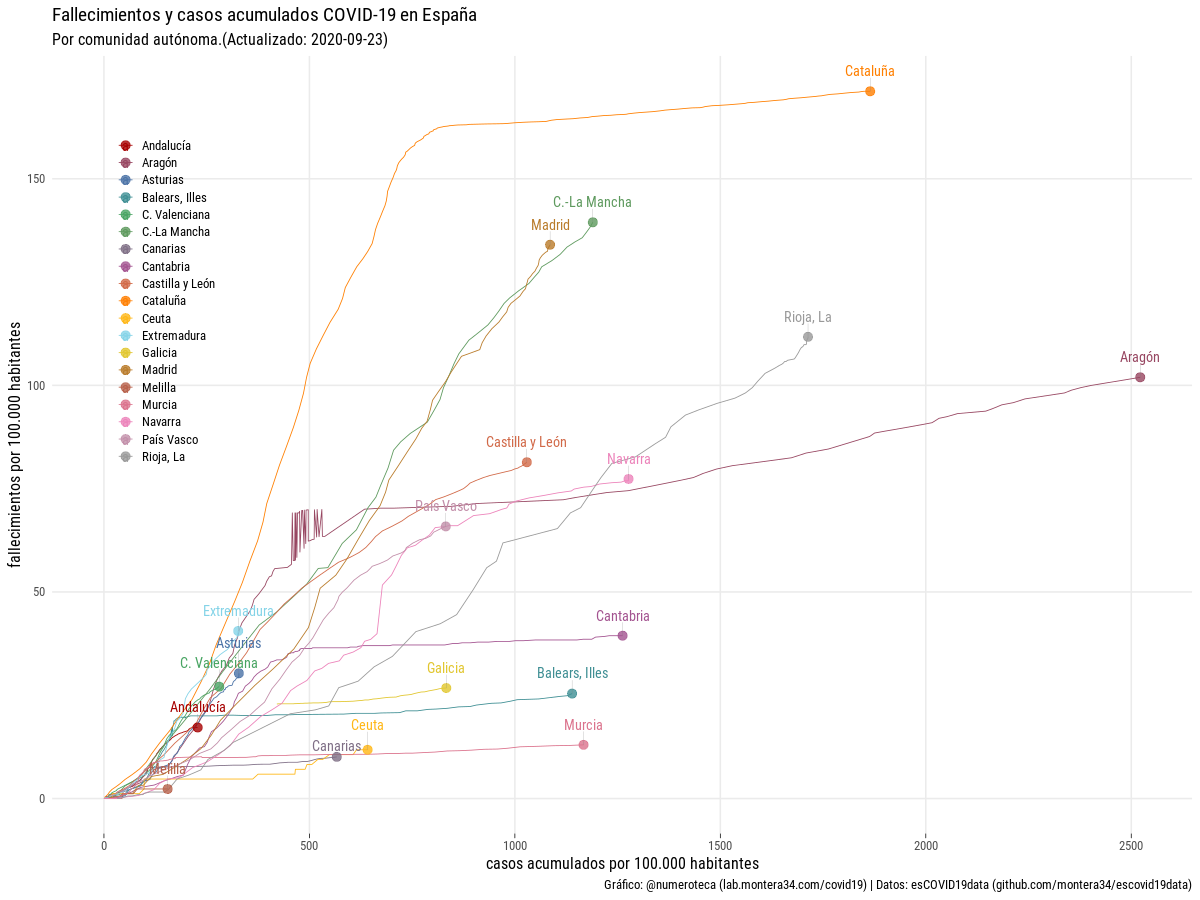 Fallecimientos y casos acumulados COVID-19 en España
Por comunidad autónoma.(Actualizado: 2020-09-23)
fallecimientos por 100.000 habitantes
150
100
50
0
Andalucía
Aragón
Asturias
Balears, Illes
C. Valenciana
C.-La Mancha
Canarias
Cantabria
Castilla y León
Cataluña
Ceuta
Extremadura
Galicia
Madrid
Melilla
Murcia
Navarra
País Vasco
Rioja, La
Cataluña
C.-La Mancha
Madrid
Rioja, La
Aragón
Castilla y León
Navarra
País Vasco
Extremadura
Cantabria
Asturias
C. Valenciana
Galicia
Balears, Illes
Andalucía
Ceuta
Murcia
Canarias
Melilla
0
500
1000
1500
2000
2500
casos acumulados por 100.000 habitantes
Gráfico: @numeroteca (lab.montera34.com/covid19) | Datos: esCOVID19data (github.com/montera34/escovid19data)